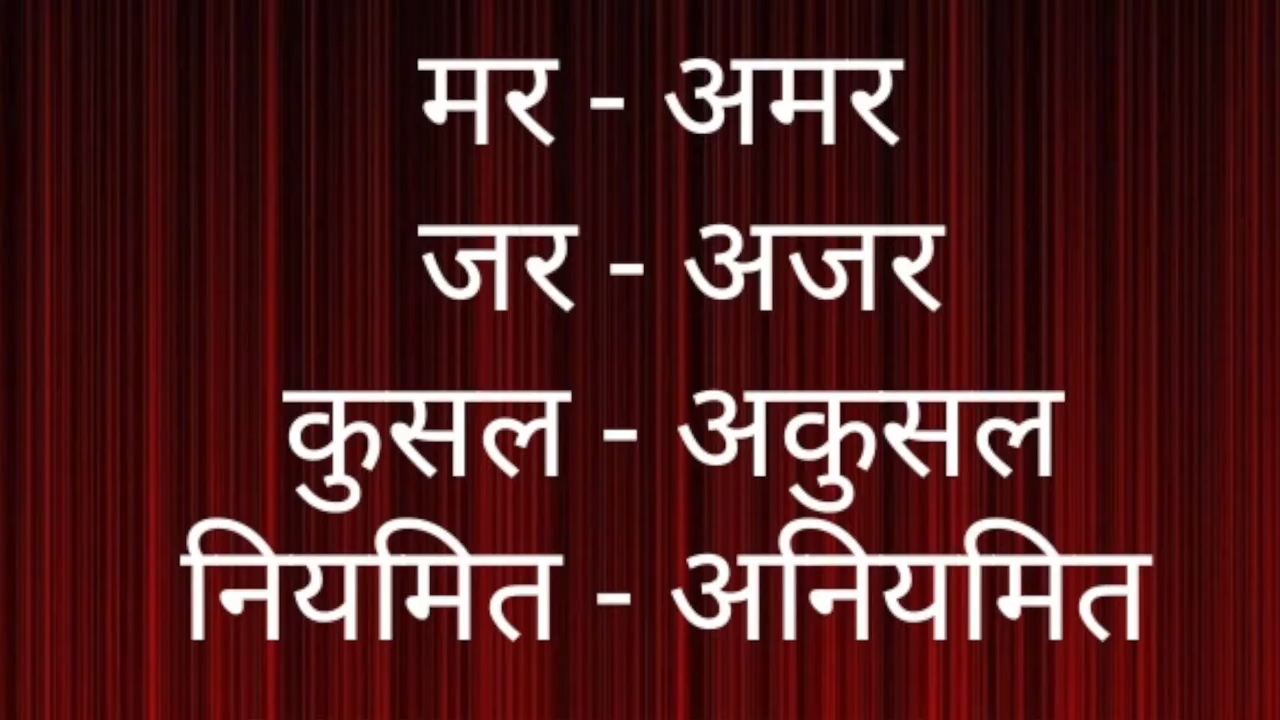 मर - अमर
जर - अजर
कुसल - अकुसल
नियमित - अनियमित